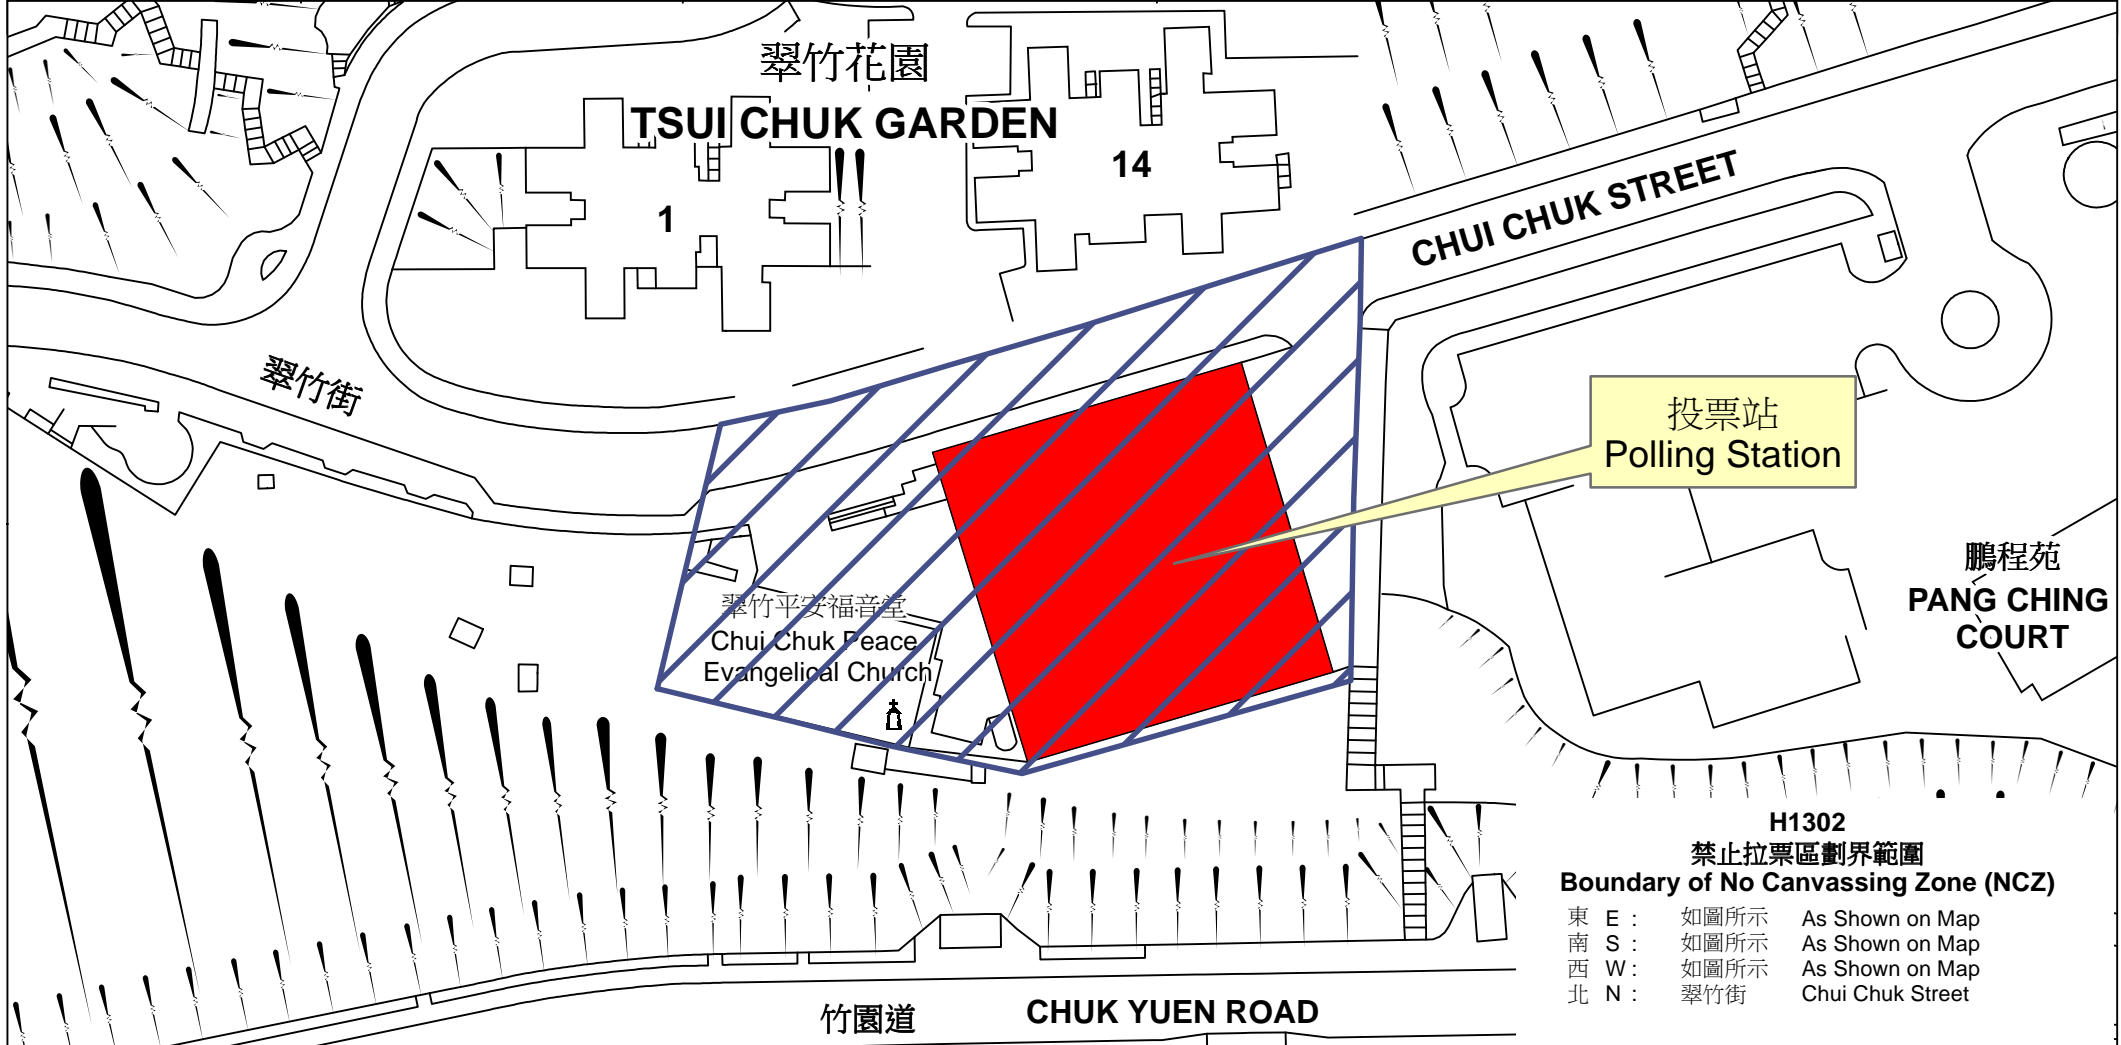 翠竹花園
TSUI CHUK GARDEN
14
1
CHUI CHUK STREET
翠竹街
投票站
Polling Station
鵬程苑
PANG CHING
COURT
翠竹平安福音堂
Chui Chuk Peace
Evangelical Church
H1302
禁止拉票區劃界範圍
Boundary of No Canvassing Zone (NCZ)
東 E : 如圖所示 As Shown on Map
南 S : 如圖所示 As Shown on Map
西 W : 如圖所示 As Shown on Map
北 N : 翠竹街 Chui Chuk Street
竹園道 CHUK YUEN ROAD